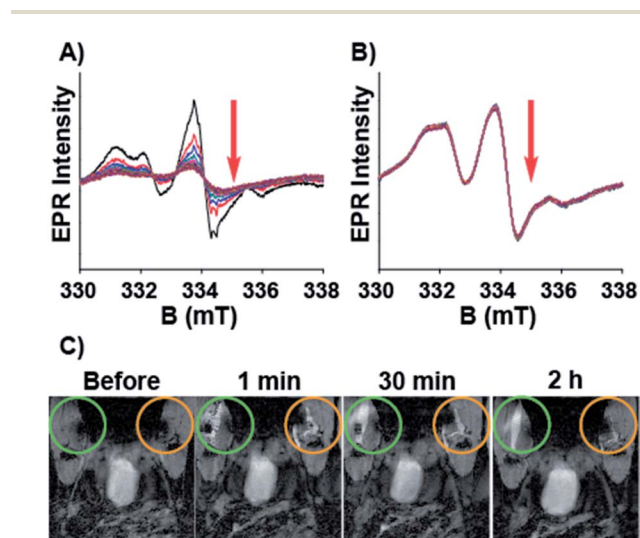 A) B)
EPR Intensity
EPR Intensity
330 332 334 336 338
330 332 334 336 338
B (mT)
B (mT)
C)
Before 1 min 30 min 2 h